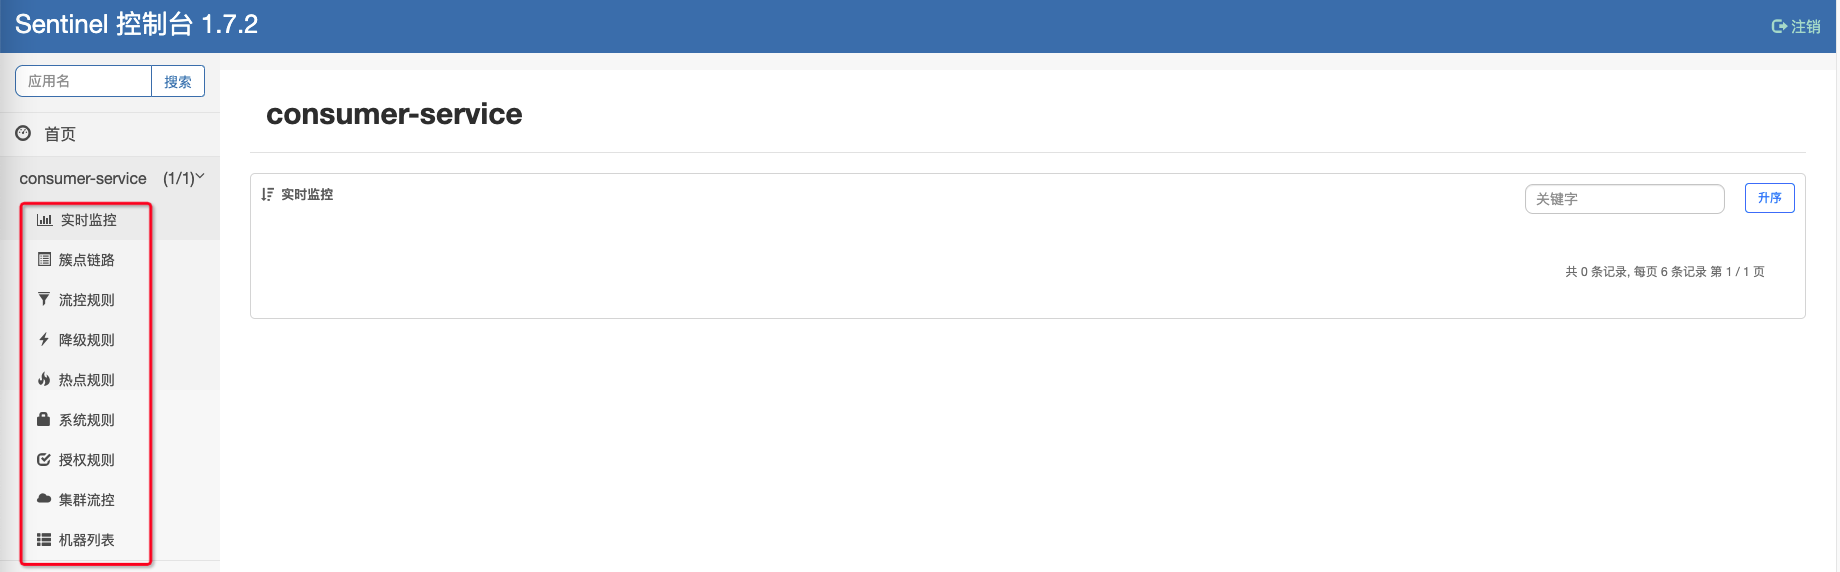 Sentinel 控制台 1.7.2
注销
应用名
搜索
首页
consumer-service (1/1)
实时监控
簇点链路
流控规则
降级规则
热点规则
系统规则
授权规则
集群流控
机器列表
consumer-service
实时监控
关键字
升序
共 0 条记录, 每页 6 条记录 第 1 / 1 页